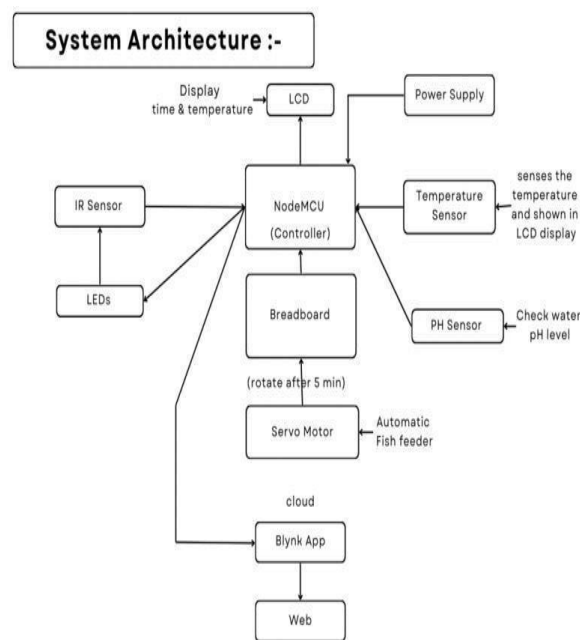 System Architecture :-
Display
time & temperature
LCD
Power Supply
IR Sensor
NodeMCU
(Controller)
Temperature
Sensor
senses the
temperature
and shown in
LCD display
LEDs
Breadboard
PH Sensor
Check water
pH level
(rotate after 5 min)
Servo Motor
Automatic
Fish feeder
cloud
Blynk App
Web